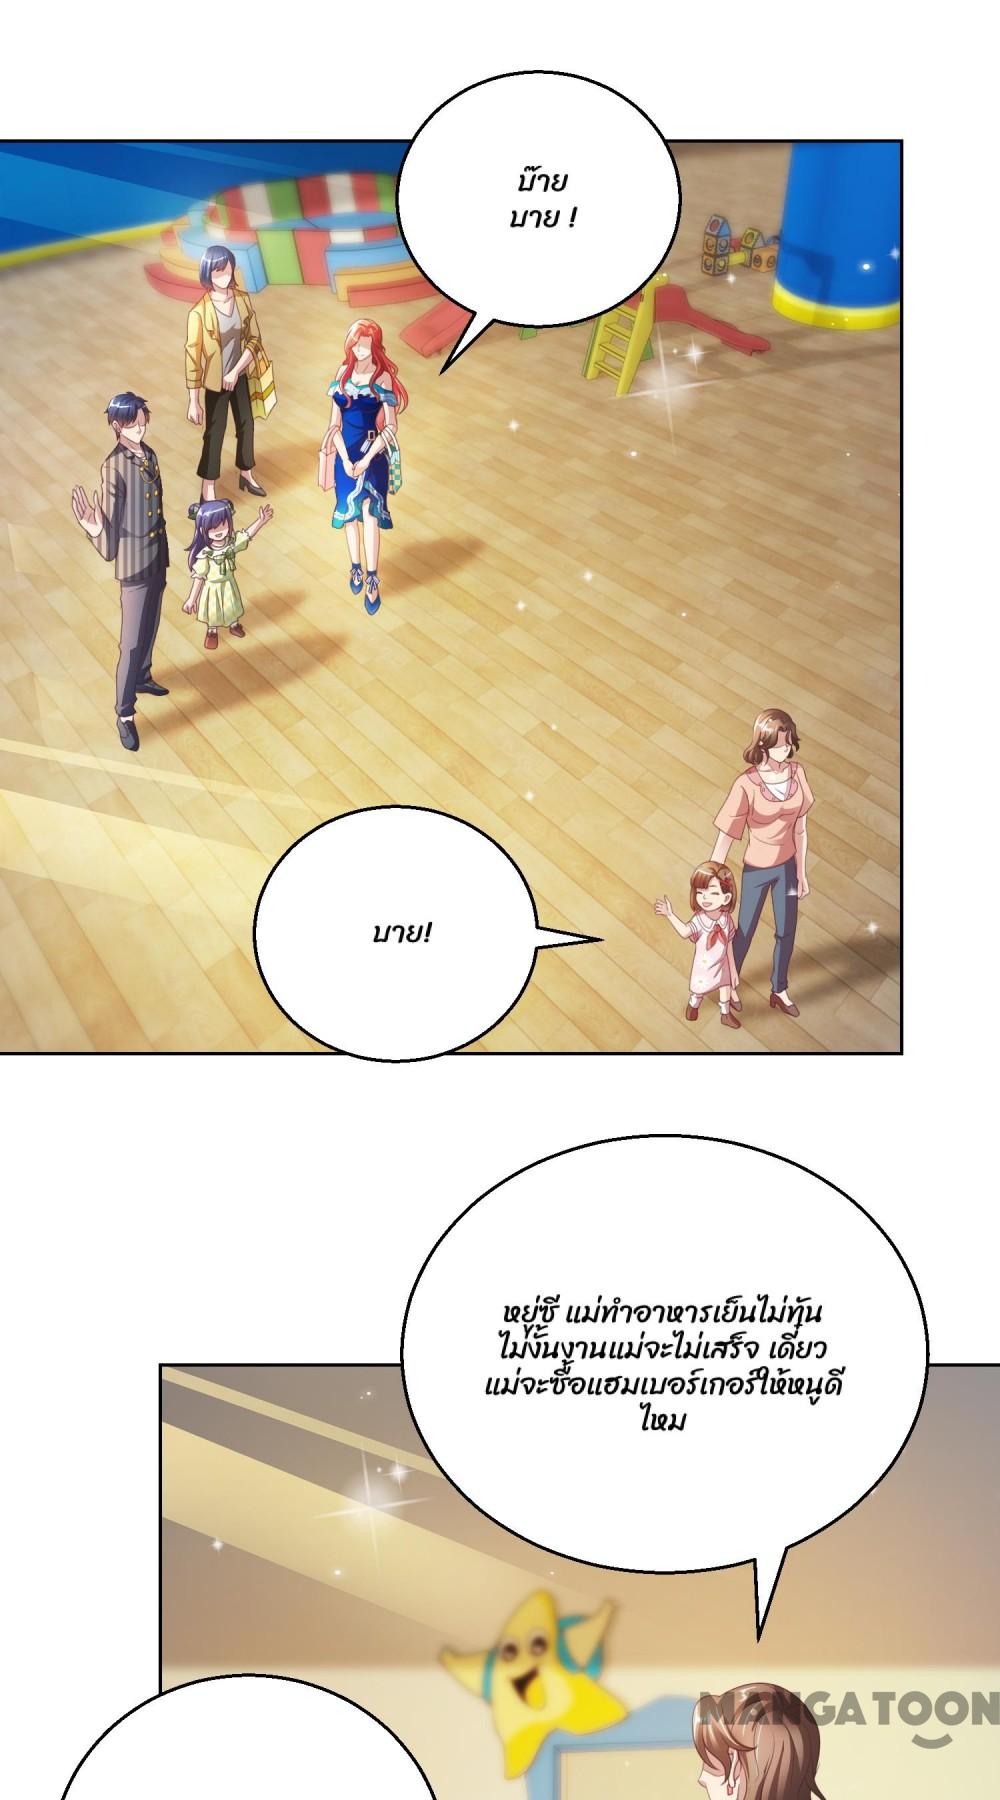 บ๊าย
บาย !
บาย!
หยู่ซี แม่ทำอาหารเย็นไม่ทัน
ไม่งั้นงานแม่จะไม่เสร็จ เดี๋ยว
แม่จะซื้อแฮมเบอร์เกอร์ให้หนูดี
ไหม
MANGATOON